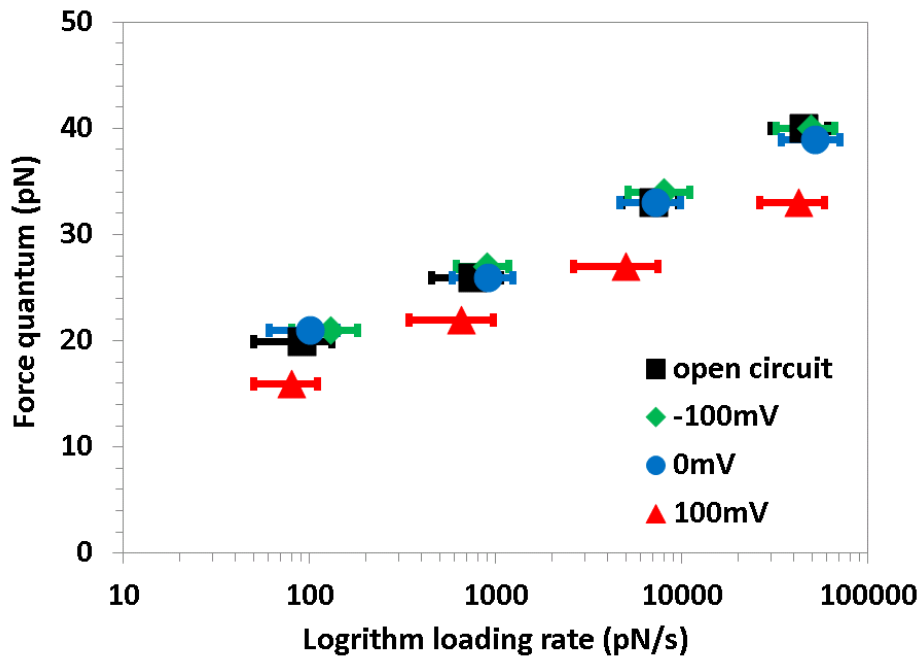 50
40
30
20
10
0
Force quantum (pN)
open circuit
-100mV
0mV
100mV
10
100
1000
10000
100000
Logrithm loading rate (pN/s)